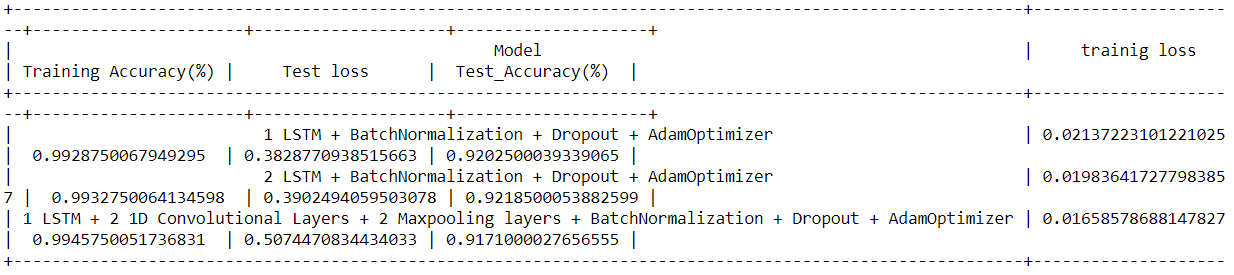 +-----------------------------------------------------------------------------------------------------+-------------------
--+----------------------+--------------------+--------------------+
| Model | trainig loss
| Training Accuracy(%) | Test loss | Test_Accuracy(%) |
+-----------------------------------------------------------------------------------------------------+-------------------
--+----------------------+--------------------+--------------------+
| 1 LSTM + BatchNormalization + Dropout + AdamOptimizer | 0.02137223101221025
| 0.9928750067949295 | 0.3828770938515663 | 0.9202500039339065 |
| 2 LSTM + BatchNormalization + Dropout + AdamOptimizer | 0.01983641727798385
7 | 0.9932750064134598 | 0.3902494059503078 | 0.9218500053882599 |
| 1 LSTM + 2 1D Convolutional Layers + 2 Maxpooling layers + BatchNormalization + Dropout + AdamOptimizer | 0.01658578688147827
| 0.9945750051736831 | 0.5074470834434033 | 0.9171000027656555 |
+-----------------------------------------------------------------------------------------------------+-------------------